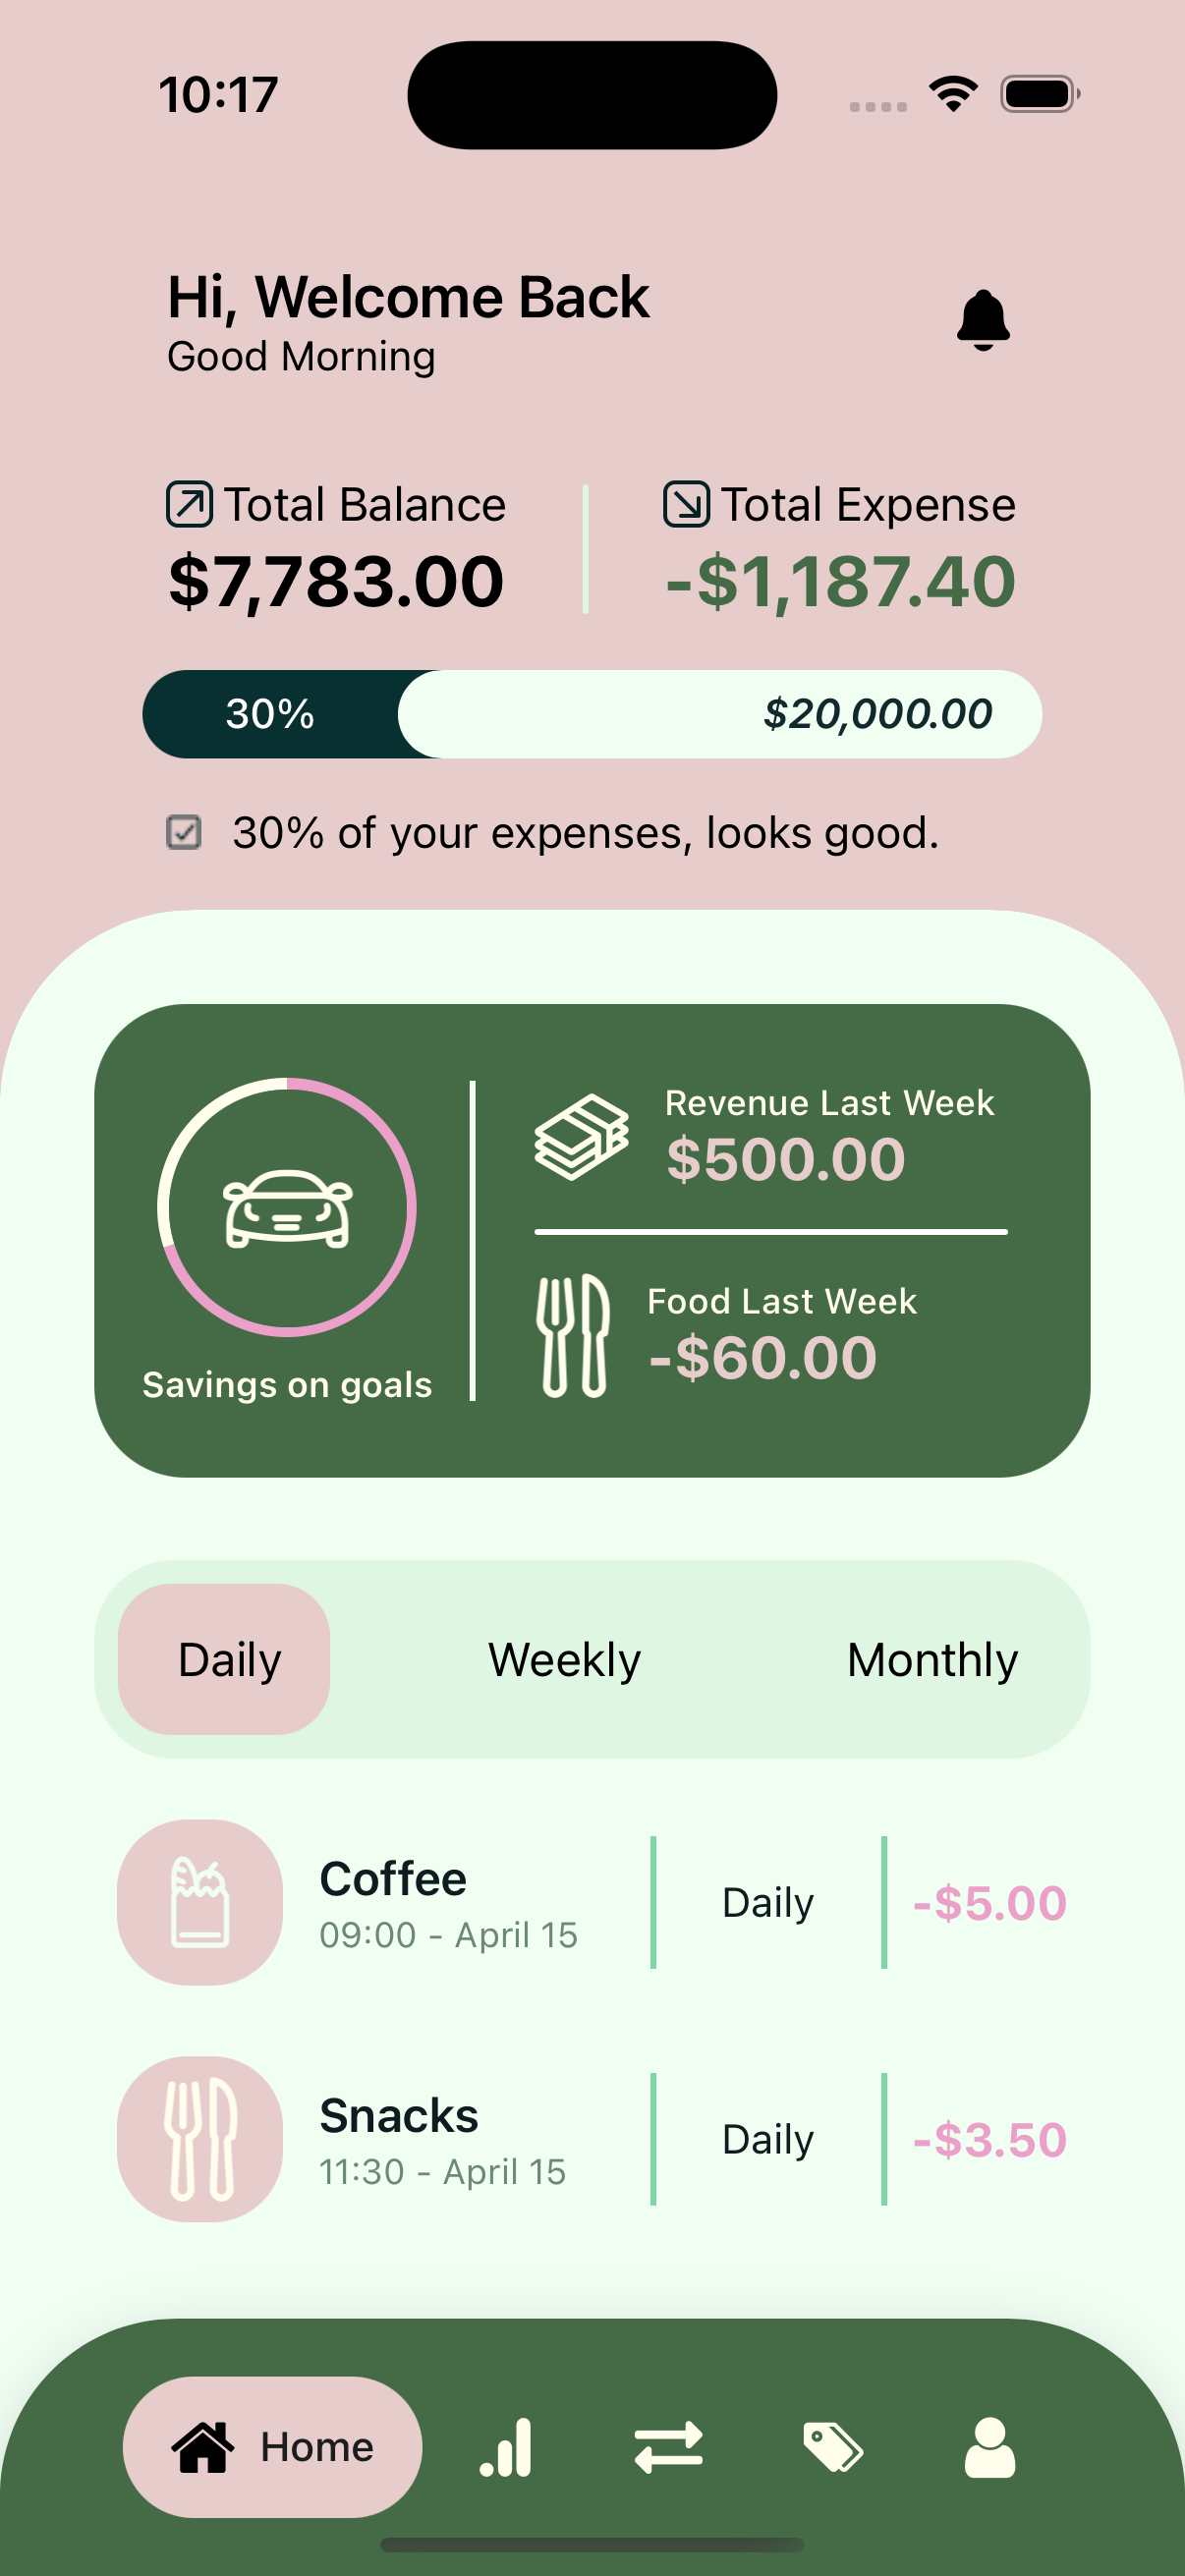 10:17
Hi, Welcome Back
Good Morning
Total Balance
$7,783.00
Total Expense
-$1,187.40
30%
$20,000.00
30% of your expenses, looks good.
Savings on goals
Revenue Last Week
$500.00
Food Last Week
-$60.00
Daily
Weekly
Monthly
Coffee
09:00 - April 15
Daily
-$5.00
Snacks
11:30 - April 15
Daily
-$3.50
Home